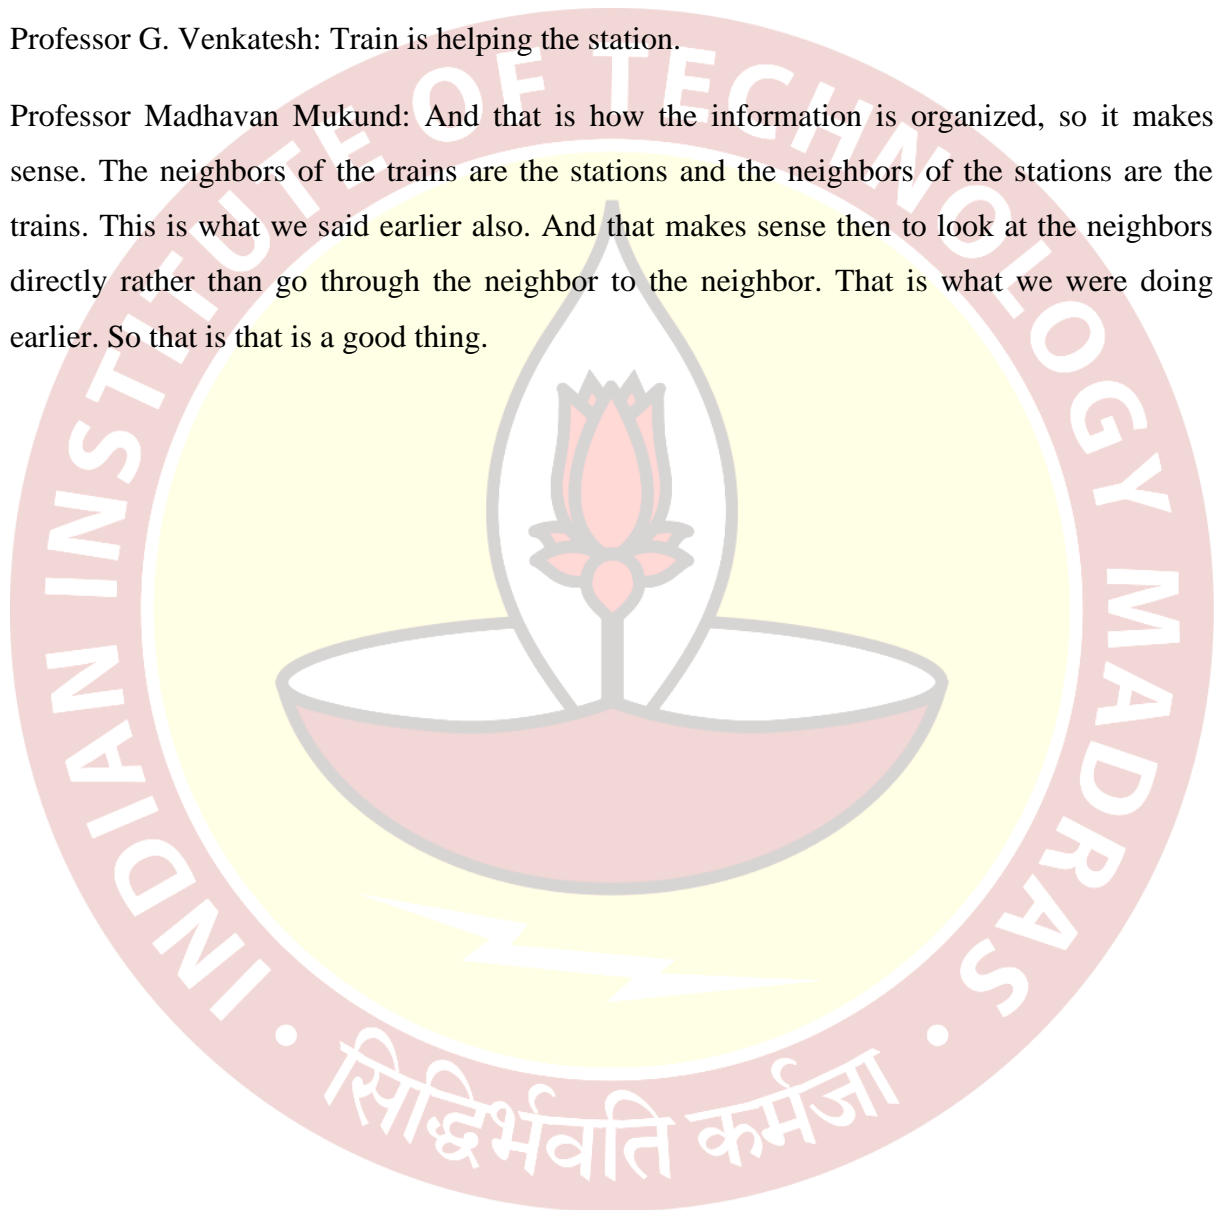 Professor G. Venkatesh: Train is helping the station.
Professor Madhavan Mukund: And that is how the information is organized, so it makes
sense. The neighbors of the trains are the stations and the neighbors of the stations are the
trains. This is what we said earlier also. And that makes sense then to look at the neighbors
directly rather than go through the neighbor to the neighbor. That is what we were doing
earlier. So that is that is a good thing.
INDIAN INSTITUTE OF TECHNOLOGY MADRAS
सिद्धिर्भवति कर्मजा